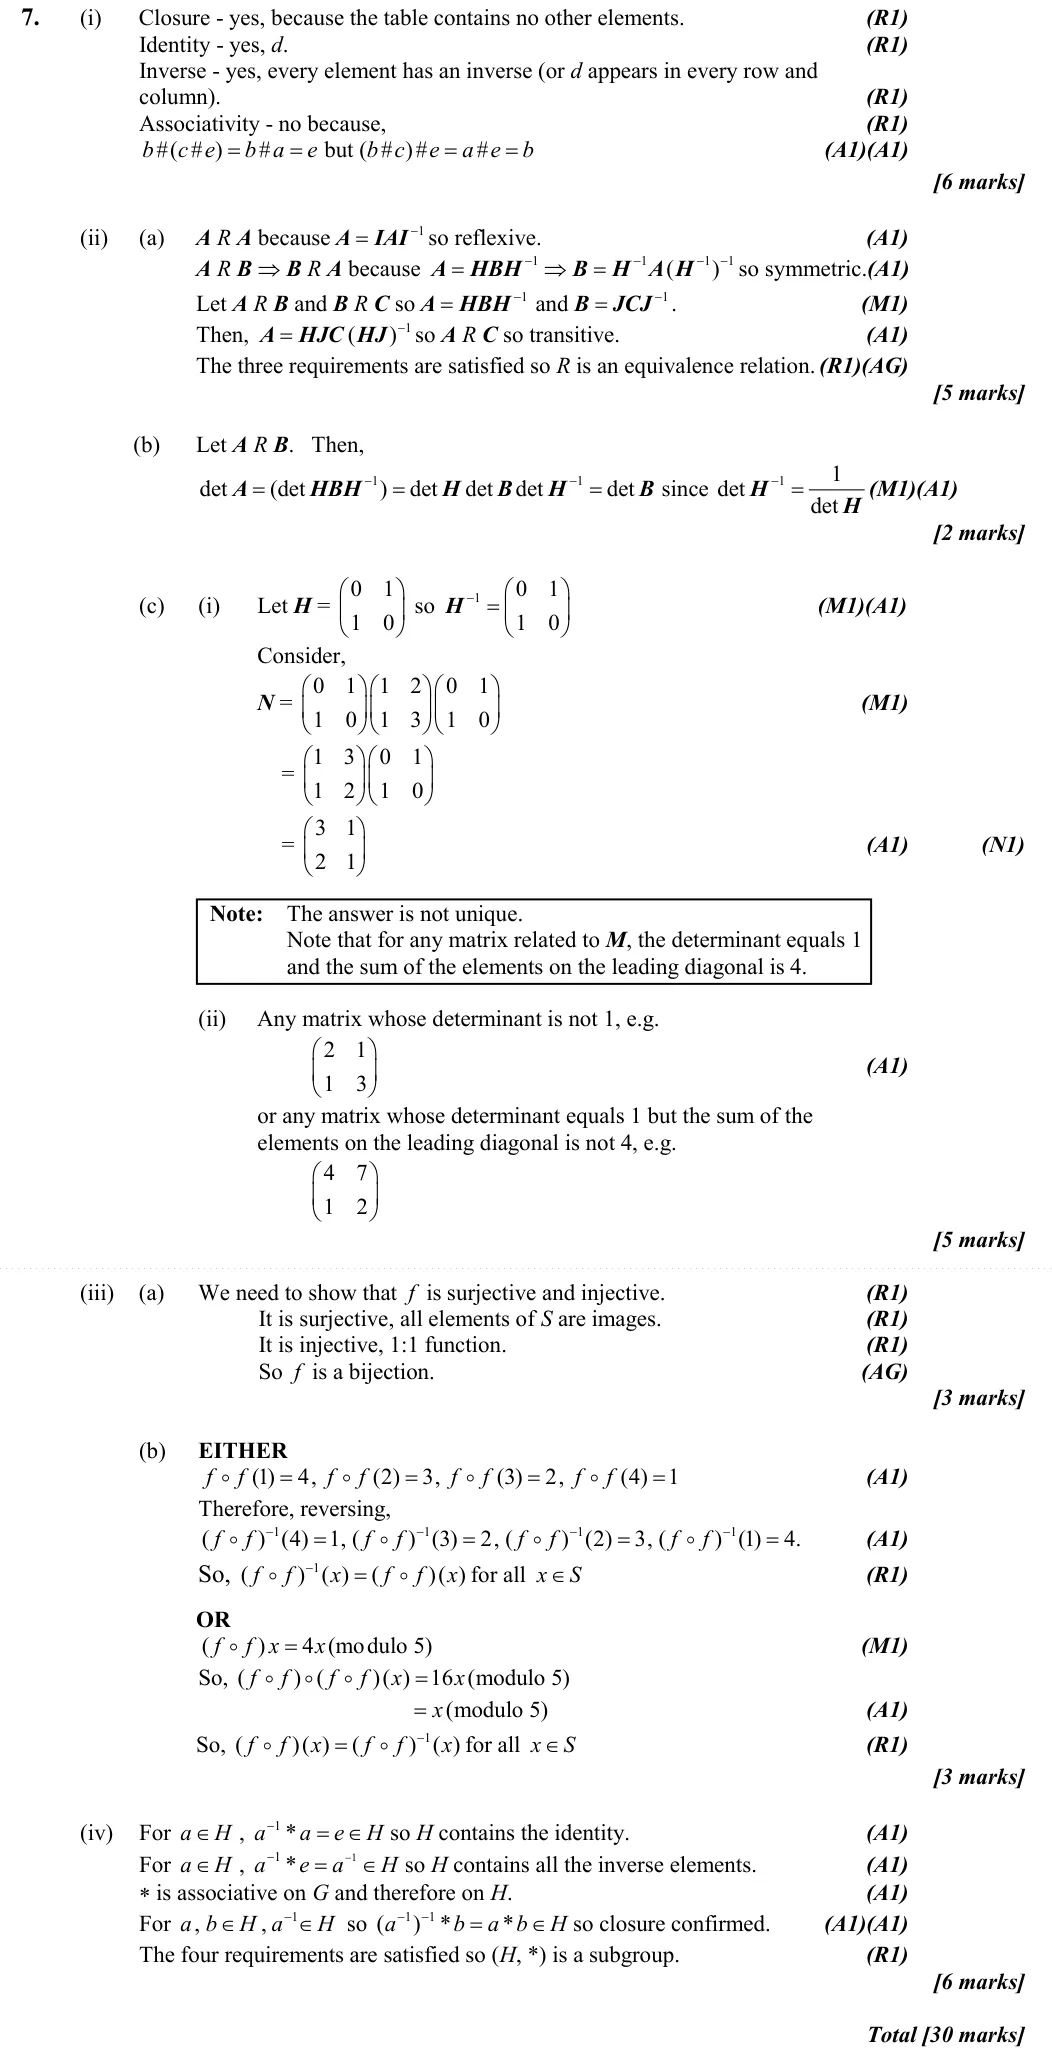 7. (i) Closure - yes, because the table contains no other elements. (R1)
Identity - yes, d. (R1)
Inverse - yes, every element has an inverse (or d appears in every row and
column). (R1)
Associativity - no because, (R1)
b#(c#e) = b#a = e but (b#c)#e = a#e = b (A1)(A1)
[6 marks]
(ii) (a) A R A because A = IAI⁻¹ so reflexive. (A1)
A R B ⇒ B R A because A = HBH⁻¹ ⇒ B = H⁻¹A(H⁻¹)⁻¹ so symmetric.(A1)
Let A R B and B R C so A = HBH⁻¹ and B = JCJ⁻¹. (M1)
Then, A = HJC(HJ)⁻¹ so A R C so transitive. (A1)
The three requirements are satisfied so R is an equivalence relation. (R1)(AG)
[5 marks]
(b) Let A R B. Then,
det A = (det HBH⁻¹) = det H det B det H⁻¹ = det B since det H⁻¹ = 1/det H (M1)(A1)
[2 marks]
(c) (i) Let H = (0 1; 1 0) so H⁻¹ = (0 1; 1 0) (M1)(A1)
Consider,
N = (0 1; 1 0)(1 2; 1 3)(0 1; 1 0) (M1)
= (1 3; 1 2)(0 1; 1 0)
= (3 1; 2 1) (A1) (N1)
Note: The answer is not unique.
Note that for any matrix related to M, the determinant equals 1
and the sum of the elements on the leading diagonal is 4.
(ii) Any matrix whose determinant is not 1, e.g.
(2 1; 1 3) (A1)
or any matrix whose determinant equals 1 but the sum of the
elements on the leading diagonal is not 4, e.g.
(4 7; 1 2)
[5 marks]
(iii) (a) We need to show that f is surjective and injective. (R1)
It is surjective, all elements of S are images. (R1)
It is injective, 1:1 function. (R1)
So f is a bijection. (AG)
[3 marks]
(b) EITHER
f ∘ f(1) = 4, f ∘ f(2) = 3, f ∘ f(3) = 2, f ∘ f(4) = 1 (A1)
Therefore, reversing,
(f ∘ f)⁻¹(4) = 1, (f ∘ f)⁻¹(3) = 2, (f ∘ f)⁻¹(2) = 3, (f ∘ f)⁻¹(1) = 4. (A1)
So, (f ∘ f)⁻¹(x) = (f ∘ f)(x) for all x ∈ S (R1)
OR
(f ∘ f)x = 4x(modulo 5) (M1)
So, (f ∘ f)∘(f ∘ f)(x) = 16x(modulo 5)
= x(modulo 5) (A1)
So, (f ∘ f)(x) = (f ∘ f)⁻¹(x) for all x ∈ S (R1)
[3 marks]
(iv) For a ∈ H, a⁻¹ * a = e ∈ H so H contains the identity. (A1)
For a ∈ H, a⁻¹ * e = a⁻¹ ∈ H so H contains all the inverse elements. (A1)
* is associative on G and therefore on H. (A1)
For a, b ∈ H, a⁻¹ ∈ H so (a⁻¹)⁻¹ * b = a * b ∈ H so closure confirmed. (A1)(A1)
The four requirements are satisfied so (H, *) is a subgroup. (R1)
[6 marks]
Total [30 marks]